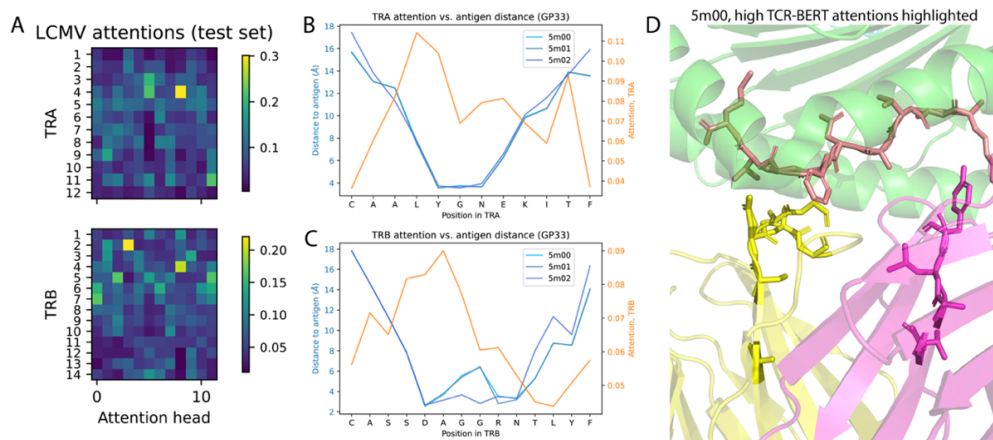 A
LCMV attentions (test set)
TRA
1
2
3
4
5
6
7
8
9
10
11
12
0.3
0.2
0.1
TRB
1
2
3
4
5
6
7
8
9
10
11
12
13
14
0.20
0.15
0.10
0.05
0
10
Attention head
B
TRA attention vs. antigen distance (GP33)
5m00
5m01
5m02
Distance to antigen (Å)
18
16
14
12
10
8
6
4
Attention, TRA
0.11
0.10
0.09
0.08
0.07
0.06
0.05
0.04
C A A L Y G N E K I T F
Position in TRA
C
TRB attention vs. antigen distance (GP33)
5m00
5m01
5m02
Distance to antigen (Å)
18
16
14
12
10
8
6
4
2
Attention, TRB
0.09
0.08
0.07
0.06
0.05
C A S S D A G G R N T L Y F
Position in TRB
D
5m00, high TCR-BERT attentions highlighted